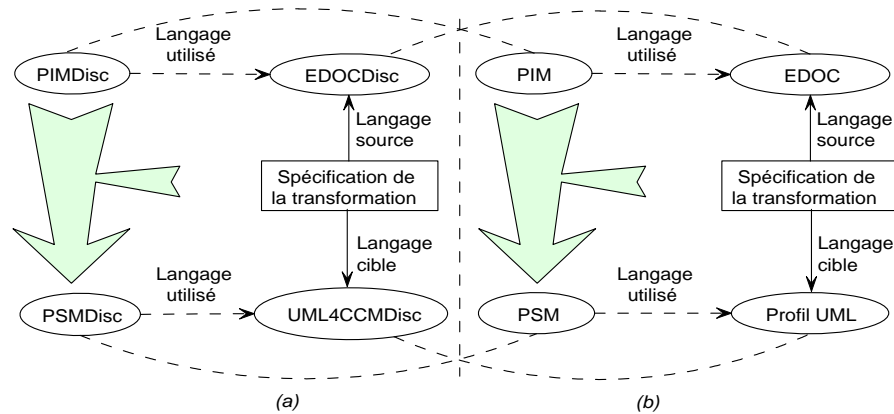 Langage
utilisé
PIMDisc
EDOCDisc
Langage
source
Spécification de
la transformation
Langage
cible
Langage
utilisé
PSMDisc
UML4CCMDisc
(a)
Langage
utilisé
PIM
EDOC
Langage
source
Spécification de
la transformation
Langage
cible
Langage
utilisé
PSM
Profil UML
(b)